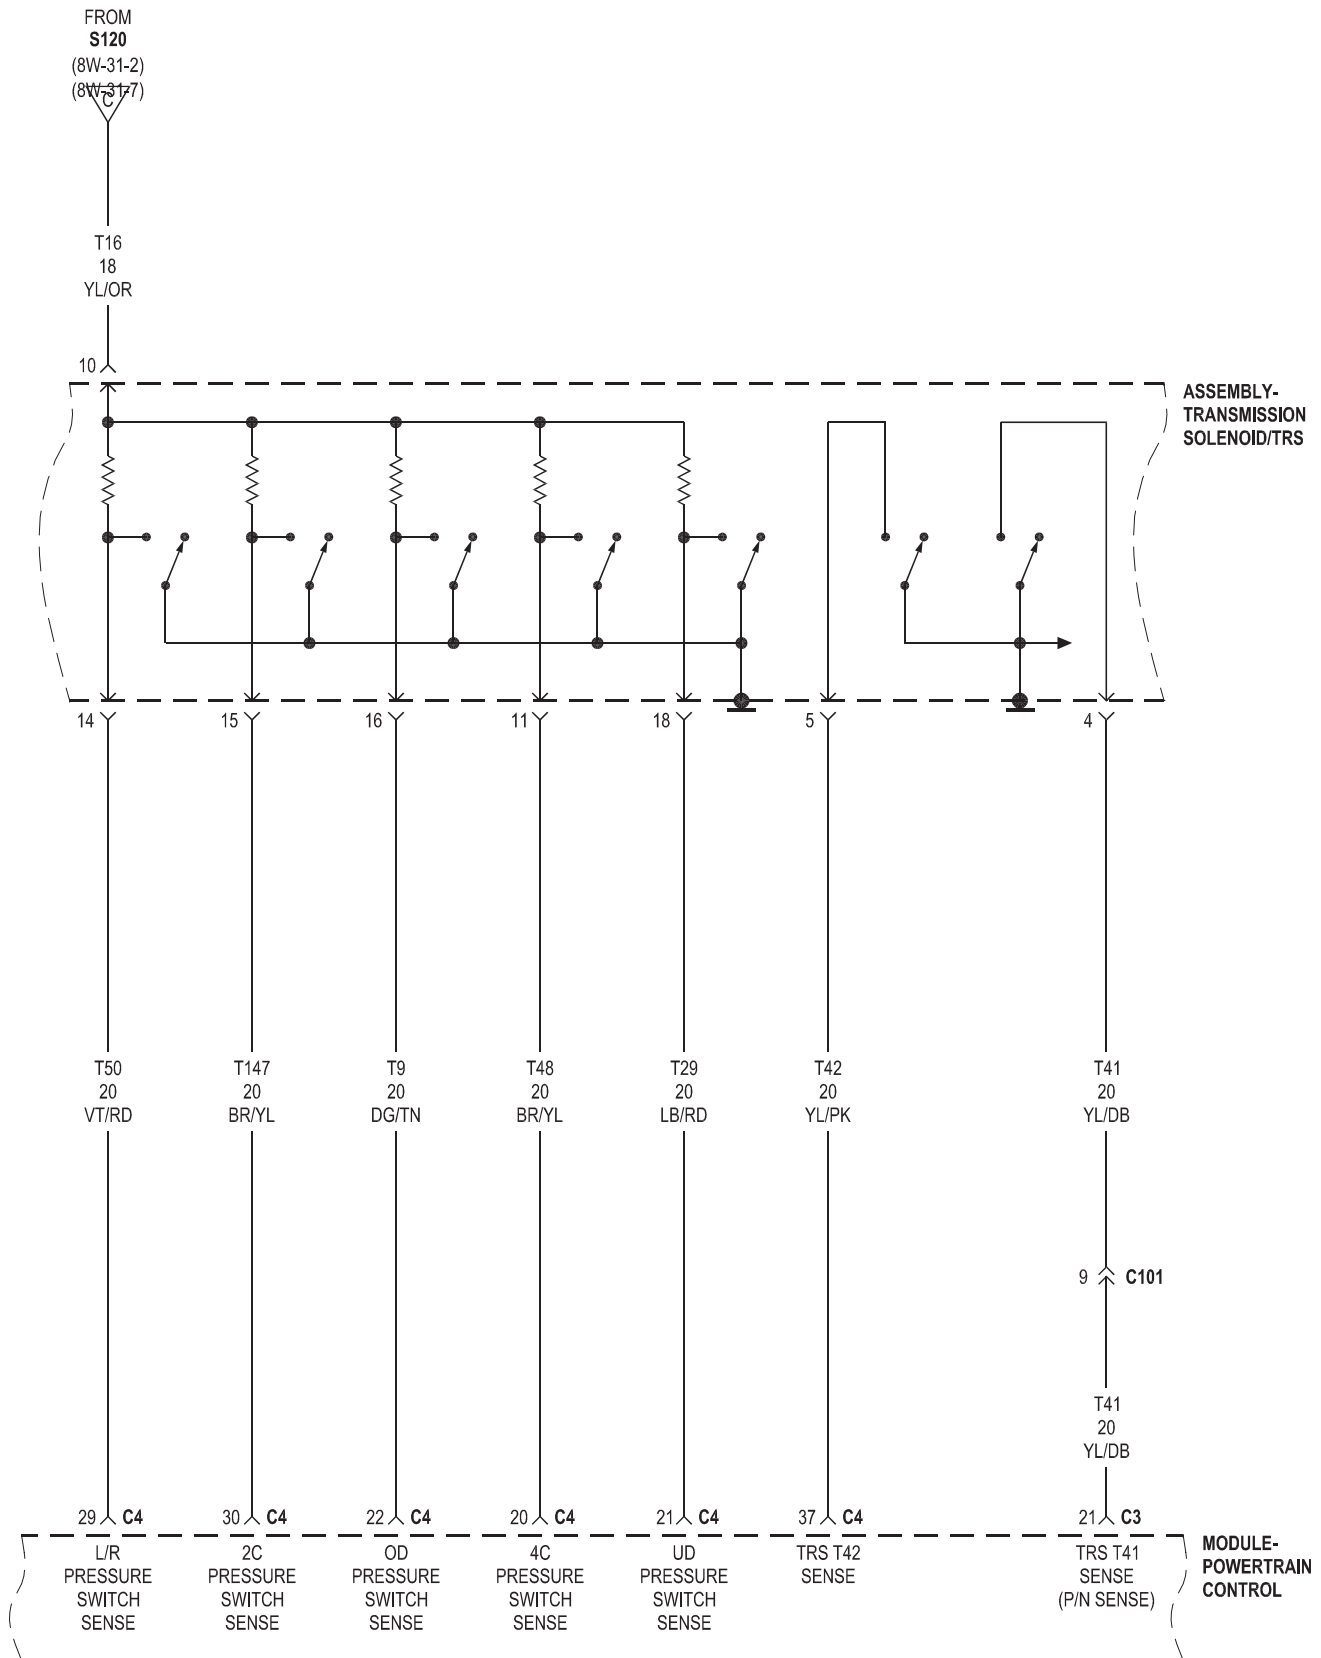 FROM
S120
(8W-31-2)
(8W-31-7)
C
T16
18
YL/OR
10
ASSEMBLY-
TRANSMISSION
SOLENOID/TRS
14 15 16 11 18 5 4
T50 T147 T9 T48 T29 T42 T41
20 20 20 20 20 20 20
VT/RD BR/YL DG/TN BR/YL LB/RD YL/PK YL/DB
9 C101
T41
20
YL/DB
29 C4 30 C4 22 C4 20 C4 21 C4 37 C4 21 C3
MODULE-
POWERTRAIN
CONTROL
L/R
PRESSURE
SWITCH
SENSE
2C
PRESSURE
SWITCH
SENSE
OD
PRESSURE
SWITCH
SENSE
4C
PRESSURE
SWITCH
SENSE
UD
PRESSURE
SWITCH
SENSE
TRS T42
SENSE
TRS T41
SENSE
(P/N SENSE)